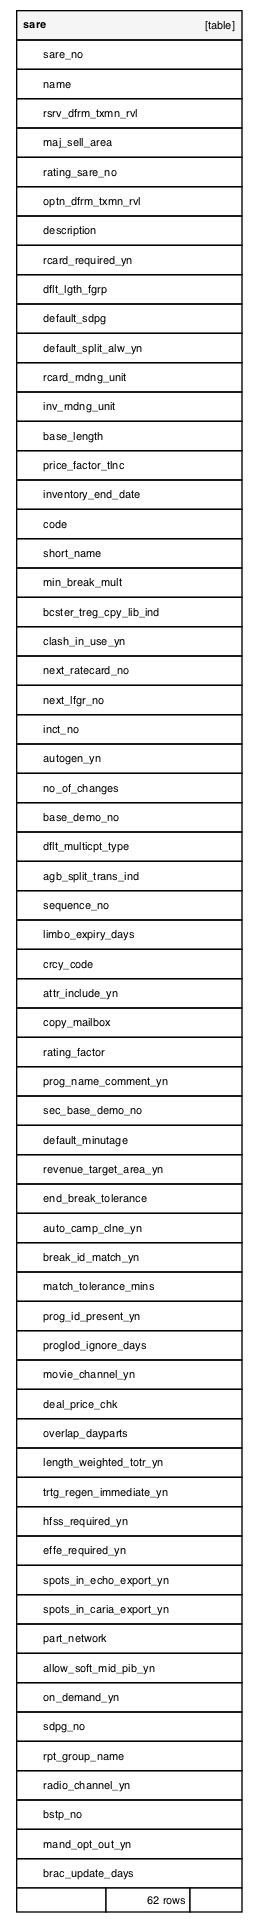 sare [table]
sare_no
name
rsrv_dfrm_txmn_rvl
maj_sell_area
rating_sare_no
optn_dfrm_txmn_rvl
description
rcard_required_yn
dflt_lgth_fgrp
default_sdpg
default_split_alw_yn
rcard_rndng_unit
inv_rndng_unit
base_length
price_factor_tlnc
inventory_end_date
code
short_name
min_break_mult
bcster_treg_cpy_lib_ind
clash_in_use_yn
next_ratecard_no
next_lfgr_no
inct_no
autogen_yn
no_of_changes
base_demo_no
dflt_multicpt_type
agb_split_trans_ind
sequence_no
limbo_expiry_days
crcy_code
attr_include_yn
copy_mailbox
rating_factor
prog_name_comment_yn
sec_base_demo_no
default_minutage
revenue_target_area_yn
end_break_tolerance
auto_camp_clne_yn
break_id_match_yn
match_tolerance_mins
prog_id_present_yn
proglod_ignore_days
movie_channel_yn
deal_price_chk
overlap_dayparts
length_weighted_totr_yn
trtg_regen_immediate_yn
hfss_required_yn
effe_required_yn
spots_in_echo_export_yn
spots_in_caria_export_yn
part_network
allow_soft_mid_pib_yn
on_demand_yn
sdpg_no
rpt_group_name
radio_channel_yn
bstp_no
mand_opt_out_yn
brac_update_days
62 rows